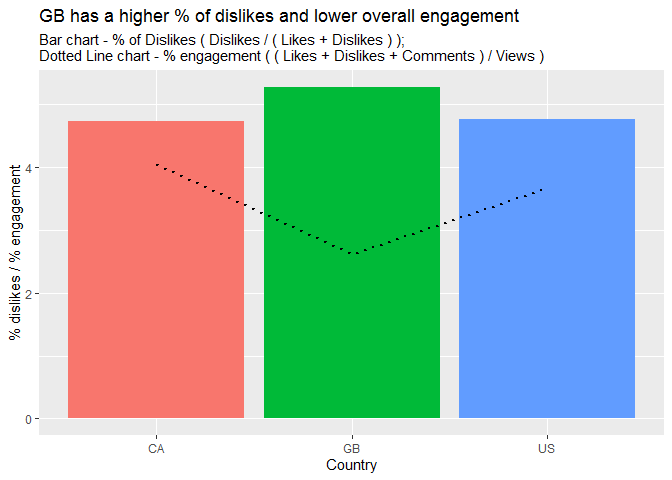 GB has a higher % of dislikes and lower overall engagement
Bar chart - % of Dislikes ( Dislikes / ( Likes + Dislikes ) );
Dotted Line chart - % engagement ( ( Likes + Dislikes + Comments ) / Views )
% dislikes / % engagement
4
2
0
CA GB US
Country